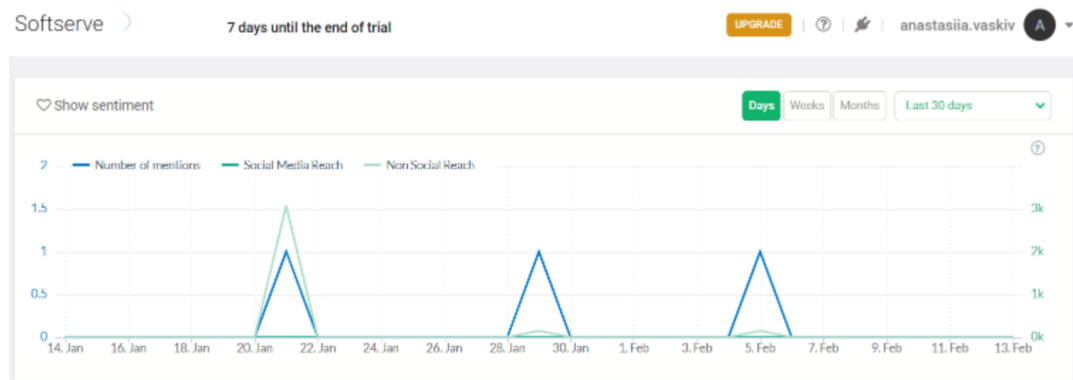 Softserve
7 days until the end of trial
UPGRADE
?
anastasiia.vaskiv
A
Show sentiment
Days
Weeks
Months
Last 30 days
?
Number of mentions
Social Media Reach
Non Social Reach
2
1.5
1
0.5
0
3k
2k
1k
0k
14. Jan 16. Jan 18. Jan 20. Jan 22. Jan 24. Jan 26. Jan 28. Jan 30. Jan 1. Feb 3. Feb 5. Feb 7. Feb 9. Feb 11. Feb 13. Feb